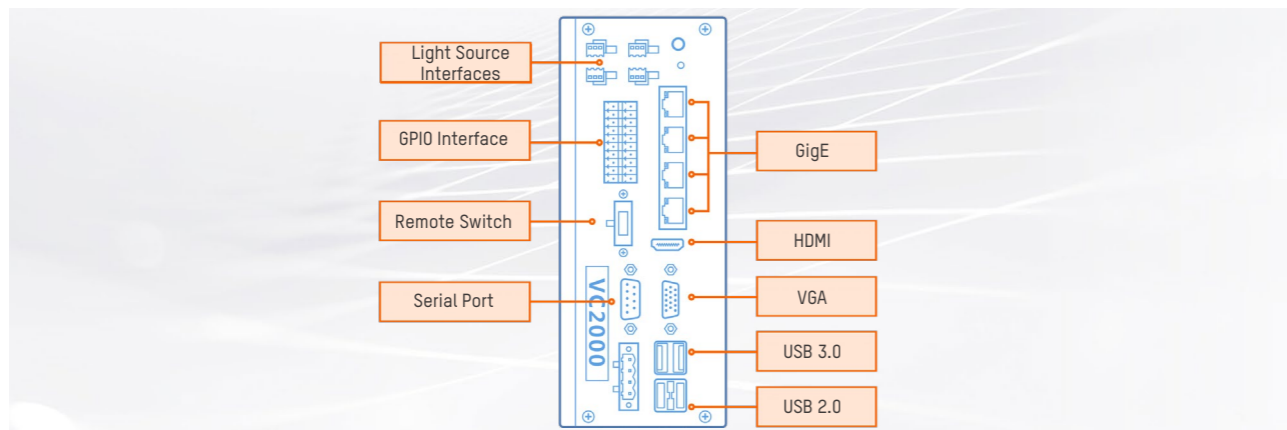 Light Source
Interfaces
GPIO Interface
GigE
Remote Switch
HDMI
Serial Port
VC2000
VGA
USB 3.0
USB 2.0